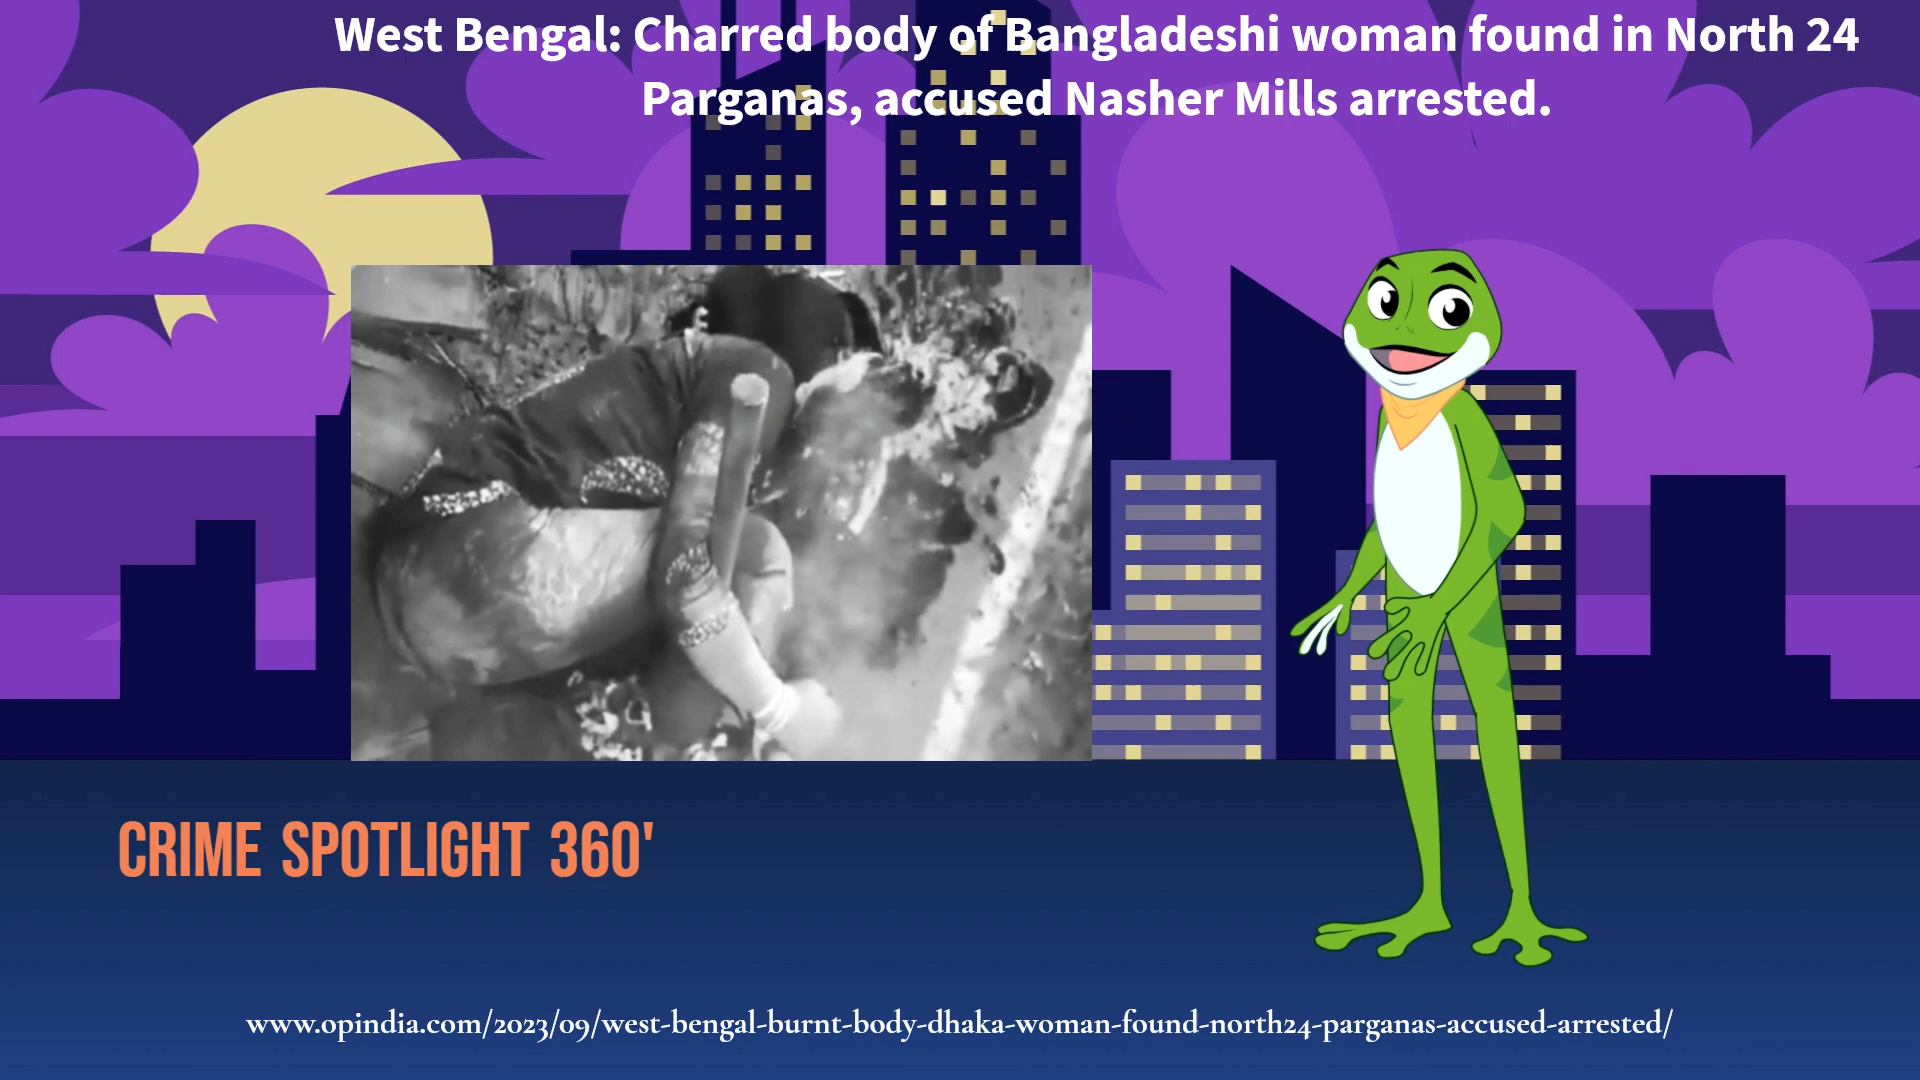 West Bengal: Charred body of Bangladeshi woman found in North 24
Parganas, accused Nasher Mills arrested.
CRIME SPOTLIGHT 360'
www.opindia.com/2023/09/west-bengal-burnt-body-dhaka-woman-found-north24-parganas-accused-arrested/